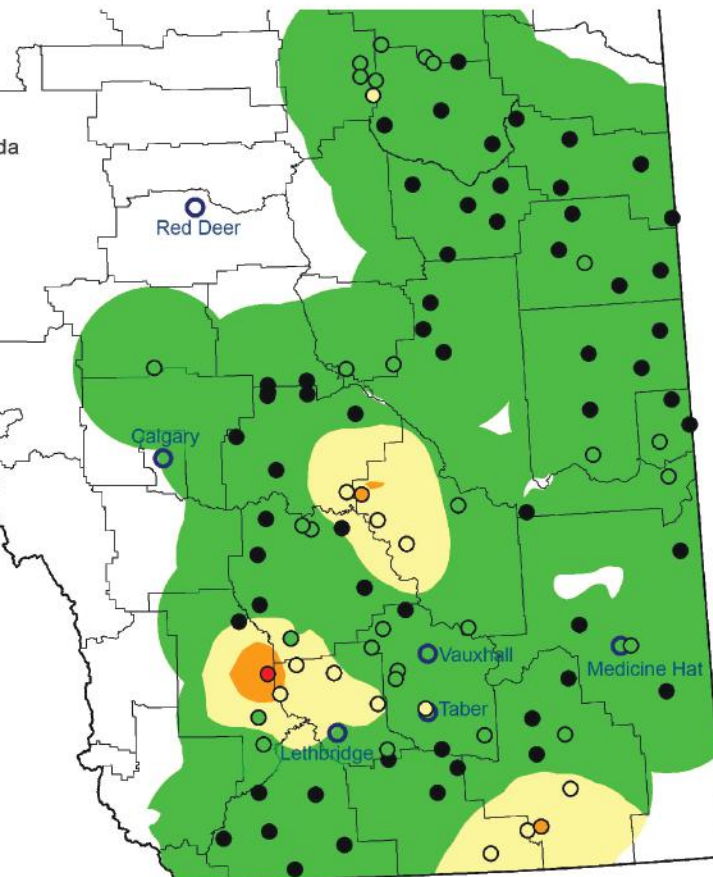 da
Red Deer
Calgary
Vauxhall
Medicine Hat
Taber
Lethbridge